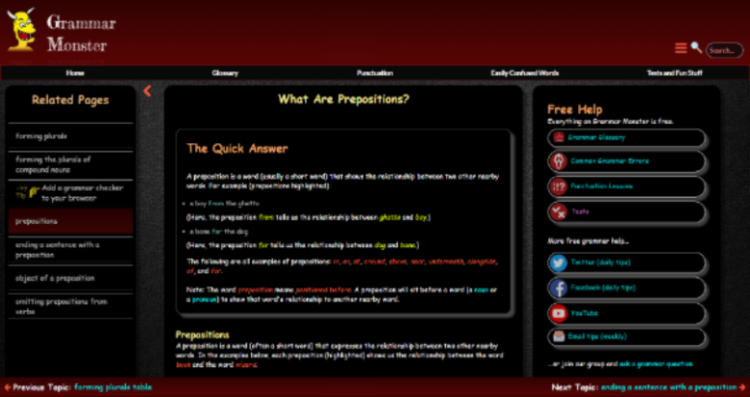 Grammar
Monster
Search...
Home
Glossary
Punctuation
Easily Confused Words
Tests and Fun Stuff
Related Pages
forming plurals
forming the plurals of
compound nouns
Add a grammar checker
to your browser
prepositions
ending a sentence with a
preposition
object of a preposition
omitting prepositions from
verbs
What Are Prepositions?
The Quick Answer
A preposition is a word (usually a short word) that shows the relationship between two other nearby
words. For example (prepositions highlighted):
a boy from the ghetto
(Here, the preposition from tells us the relationship between ghetto and boy.)
a bone for the dog
(Here, the preposition for tells us the relationship between dog and bone.)
The following are all examples of prepositions: in, on, at, around, above, near, underneath, alongside,
of, and for.
Note: The word preposition means positioned before. A preposition will sit before a word (a noun or
a pronoun) to show that word's relationship to another nearby word.
Prepositions
A preposition is a word (often a short word) that expresses the relationship between two other nearby
words. In the examples below, each preposition (highlighted) shows us the relationship between the word
book and the word wizard.
Free Help
Everything on Grammar Monster is free.
Grammar Glossary
Common Grammar Errors
Punctuation Lessons
Tests
More free grammar help...
Twitter (daily tips)
Facebook (daily tips)
YouTube
Email tips (weekly)
...or join our group and ask a grammar question.
Previous Topic: forming plurals table
Next Topic: ending a sentence with a preposition